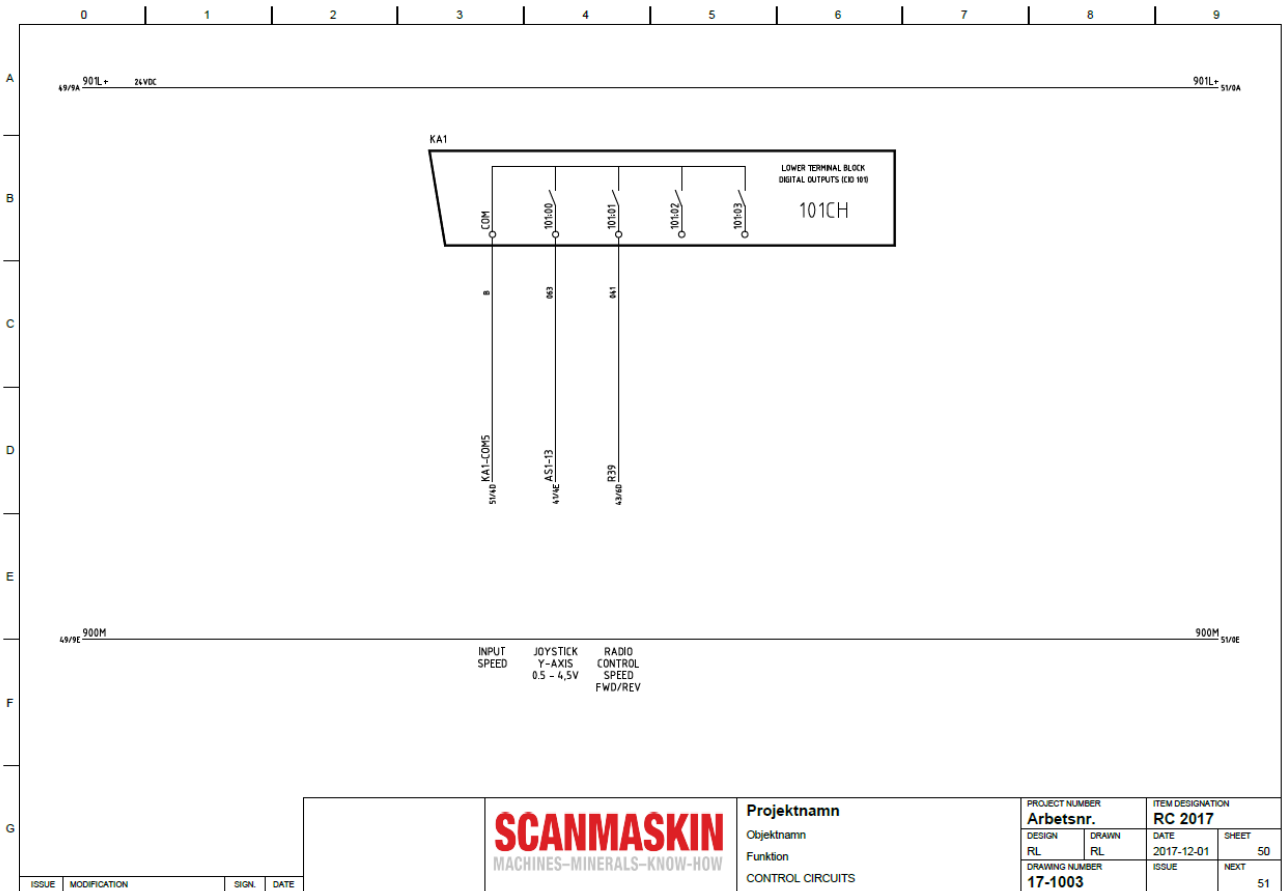 0 1 2 3 4 5 6 7 8 9
A
49/9A 901L+ 24VDC 901L+ 51/0A
KA1
B
LOWER TERMINAL BLOCK
DIGITAL OUTPUTS (CIO 101)
101CH
COM 101:00 101:01 101:02 101:03
C
B 063 041
D
KA1-COM5 AS1-13 R39
51/4D 41/4E 43/6D
E
49/9E 900M 900M 51/0E
INPUT
SPEED
JOYSTICK
Y-AXIS
0.5 - 4,5V
RADIO
CONTROL
SPEED
FWD/REV
F
G
SCANMASKIN
MACHINES–MINERALS–KNOW-HOW
Projektnamn
Objektnamn
Funktion
CONTROL CIRCUITS
PROJECT NUMBER
Arbetsnr.
ITEM DESIGNATION
RC 2017
DESIGN DRAWN DATE SHEET
RL RL 2017-12-01 50
DRAWING NUMBER ISSUE NEXT
17-1003 51
ISSUE MODIFICATION SIGN. DATE